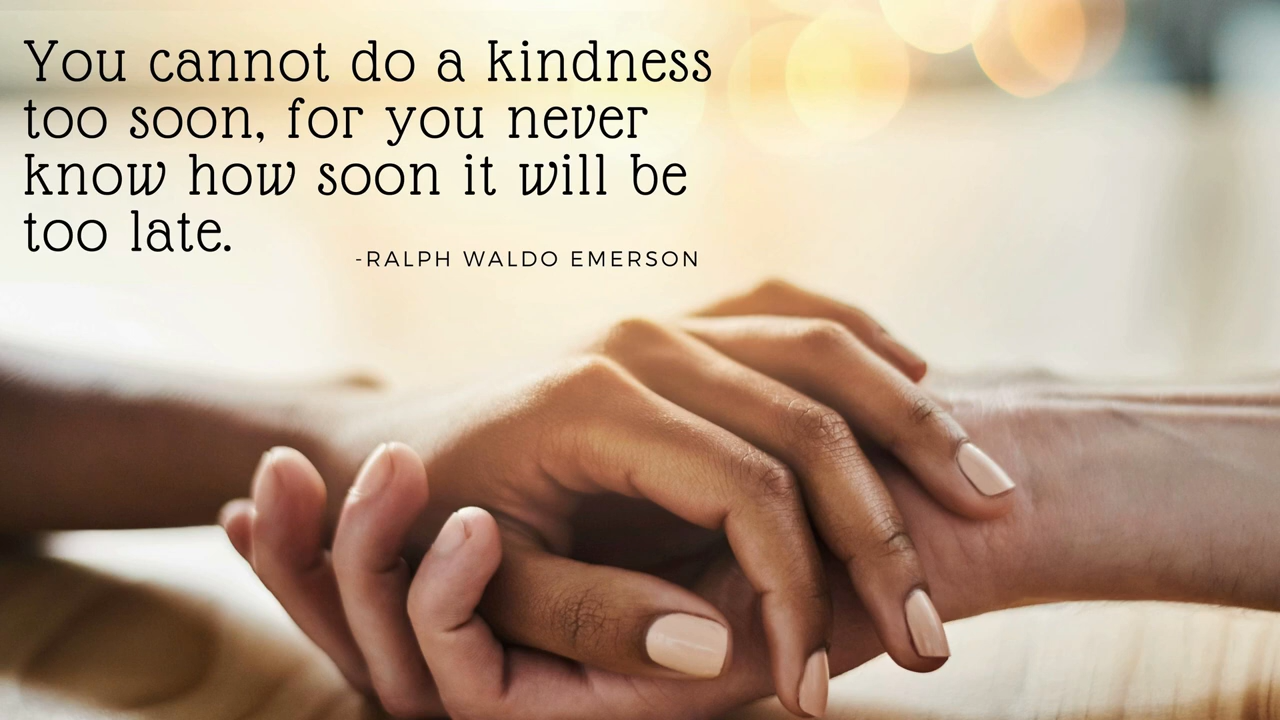 You cannot do a kindness
too soon, for you never
know how soon it will be
too late.
-RALPH WALDO EMERSON